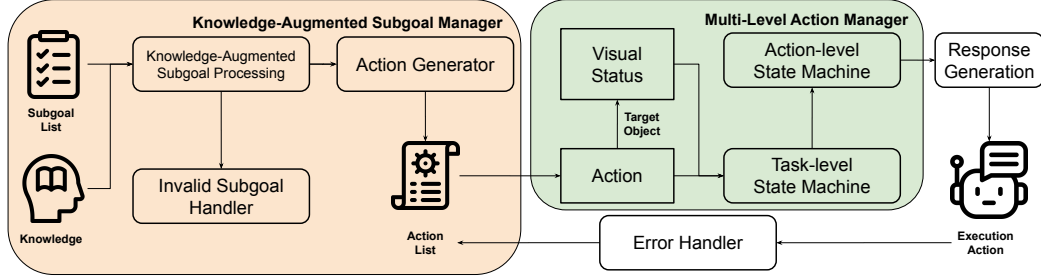 Knowledge-Augmented Subgoal Manager
Subgoal
List
Knowledge
Knowledge-Augmented
Subgoal Processing
Action Generator
Invalid Subgoal
Handler
Action
List
Multi-Level Action Manager
Visual
Status
Target
Object
Action
Action-level
State Machine
Task-level
State Machine
Response
Generation
Execution
Action
Error Handler